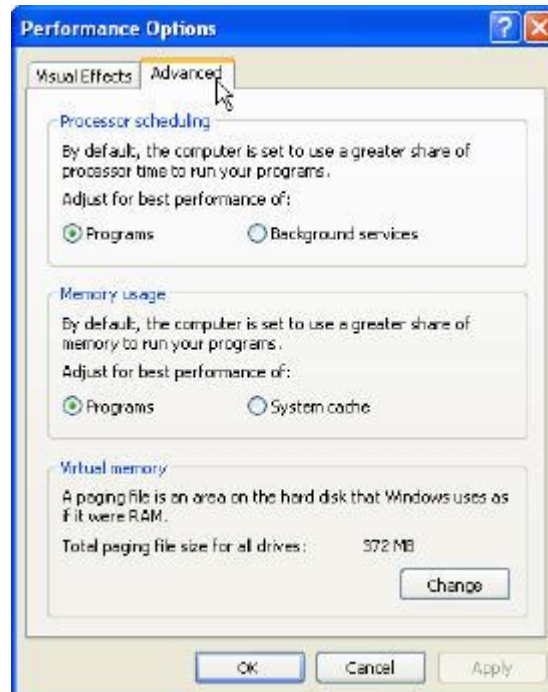 Performance Options
Visual Effects Advanced
Processor scheduling
By default, the computer is set to use a greater share of
processor time to run your programs.
Adjust for best performance of:
Programs Background services
Memory usage
By default, the computer is set to use a greater share of
memory to run your programs.
Adjust for best performance of:
Programs System cache
Virtual memory
A paging file is an area on the hard disk that Windows uses as
if it were RAM.
Total paging file size for all drives: 372 MB
Change
OK Cancel Apply